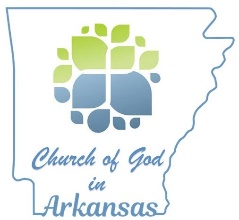 Church of God
in
Arkansas